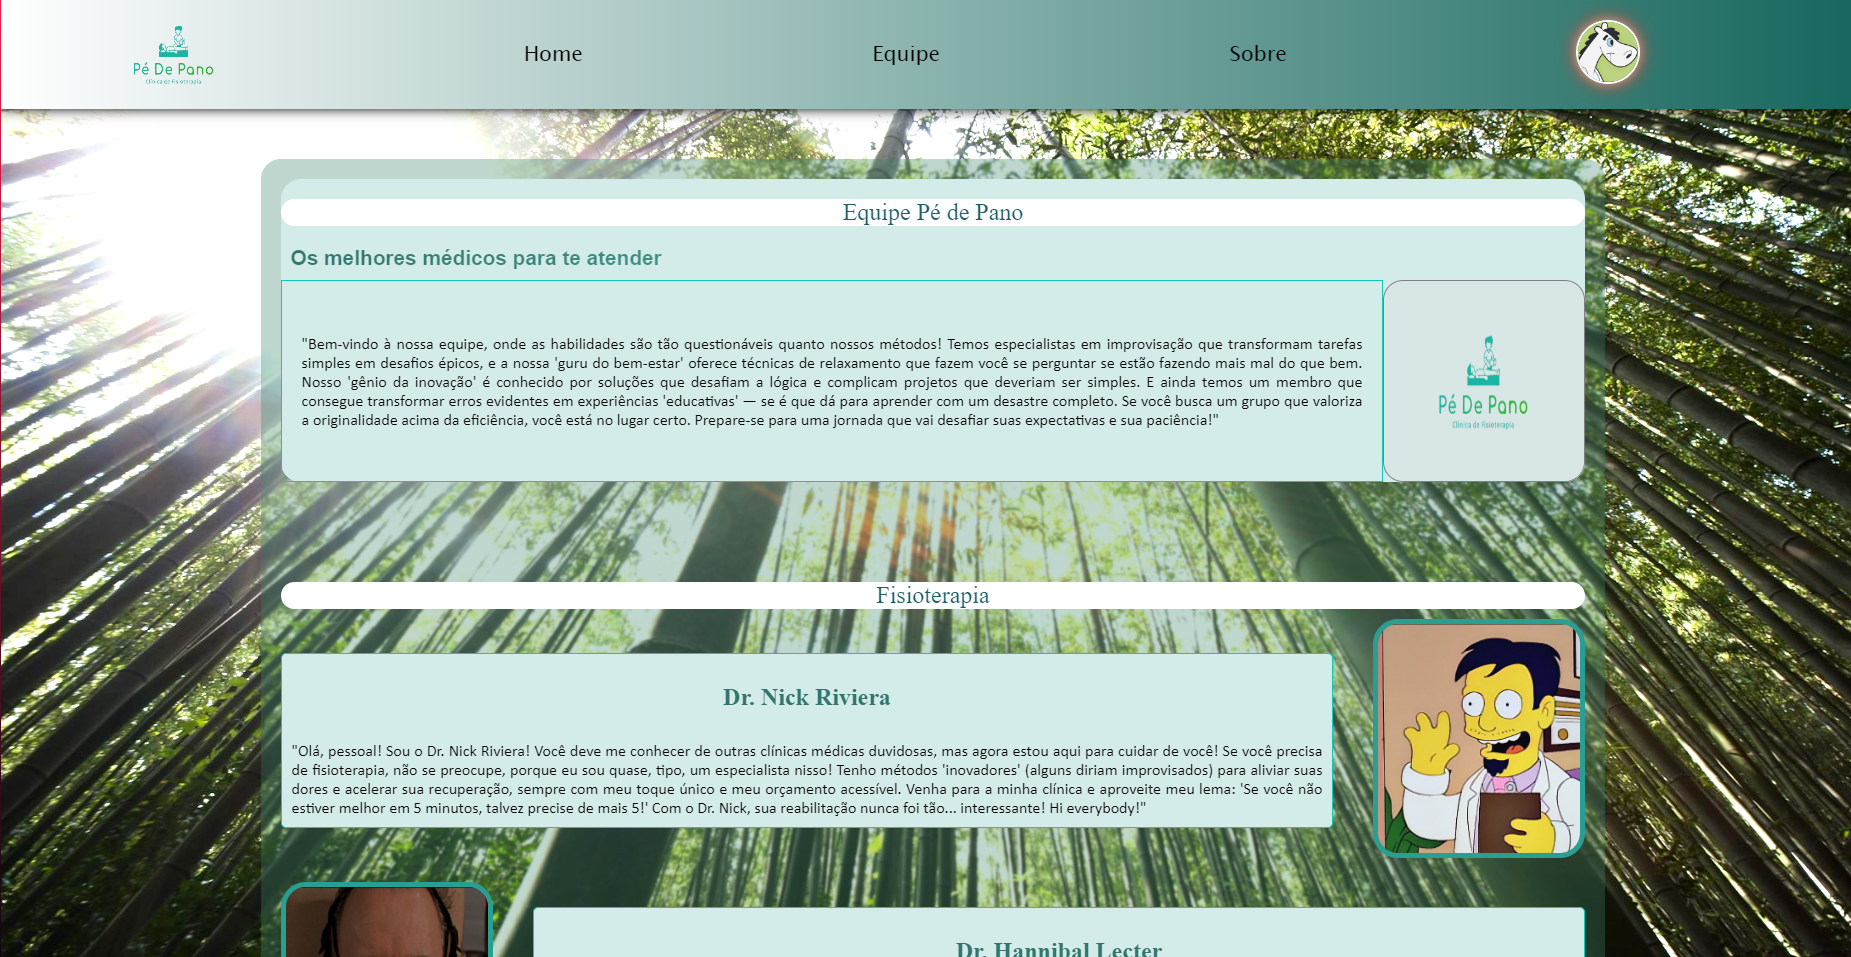 Pé De Pano
Clínica de Fisioterapia
Home
Equipe
Sobre
Equipe Pé de Pano
Os melhores médicos para te atender
"Bem-vindo à nossa equipe, onde as habilidades são tão questionáveis quanto nossos métodos! Temos especialistas em improvisação que transformam tarefas
simples em desafios épicos, e a nossa 'guru do bem-estar' oferece técnicas de relaxamento que fazem você se perguntar se estão fazendo mais mal do que bem.
Nosso 'gênio da inovação' é conhecido por soluções que desafiam a lógica e complicam projetos que deveriam ser simples. E ainda temos um membro que
consegue transformar erros evidentes em experiências 'educativas' — se é que dá para aprender com um desastre completo. Se você busca um grupo que valoriza
a originalidade acima da eficiência, você está no lugar certo. Prepare-se para uma jornada que vai desafiar suas expectativas e sua paciência!"
Pé De Pano
Clínica de Fisioterapia
Fisioterapia
Dr. Nick Riviera
"Olá, pessoal! Sou o Dr. Nick Riviera! Você deve me conhecer de outras clínicas médicas duvidosas, mas agora estou aqui para cuidar de você! Se você precisa
de fisioterapia, não se preocupe, porque eu sou quase, tipo, um especialista nisso! Tenho métodos 'inovadores' (alguns diriam improvisados) para aliviar suas
dores e acelerar sua recuperação, sempre com meu toque único e meu orçamento acessível. Venha para a minha clínica e aproveite meu lema: 'Se você não
estiver melhor em 5 minutos, talvez precise de mais 5!' Com o Dr. Nick, sua reabilitação nunca foi tão... interessante! Hi everybody!"
Dr. Hannibal Lecter